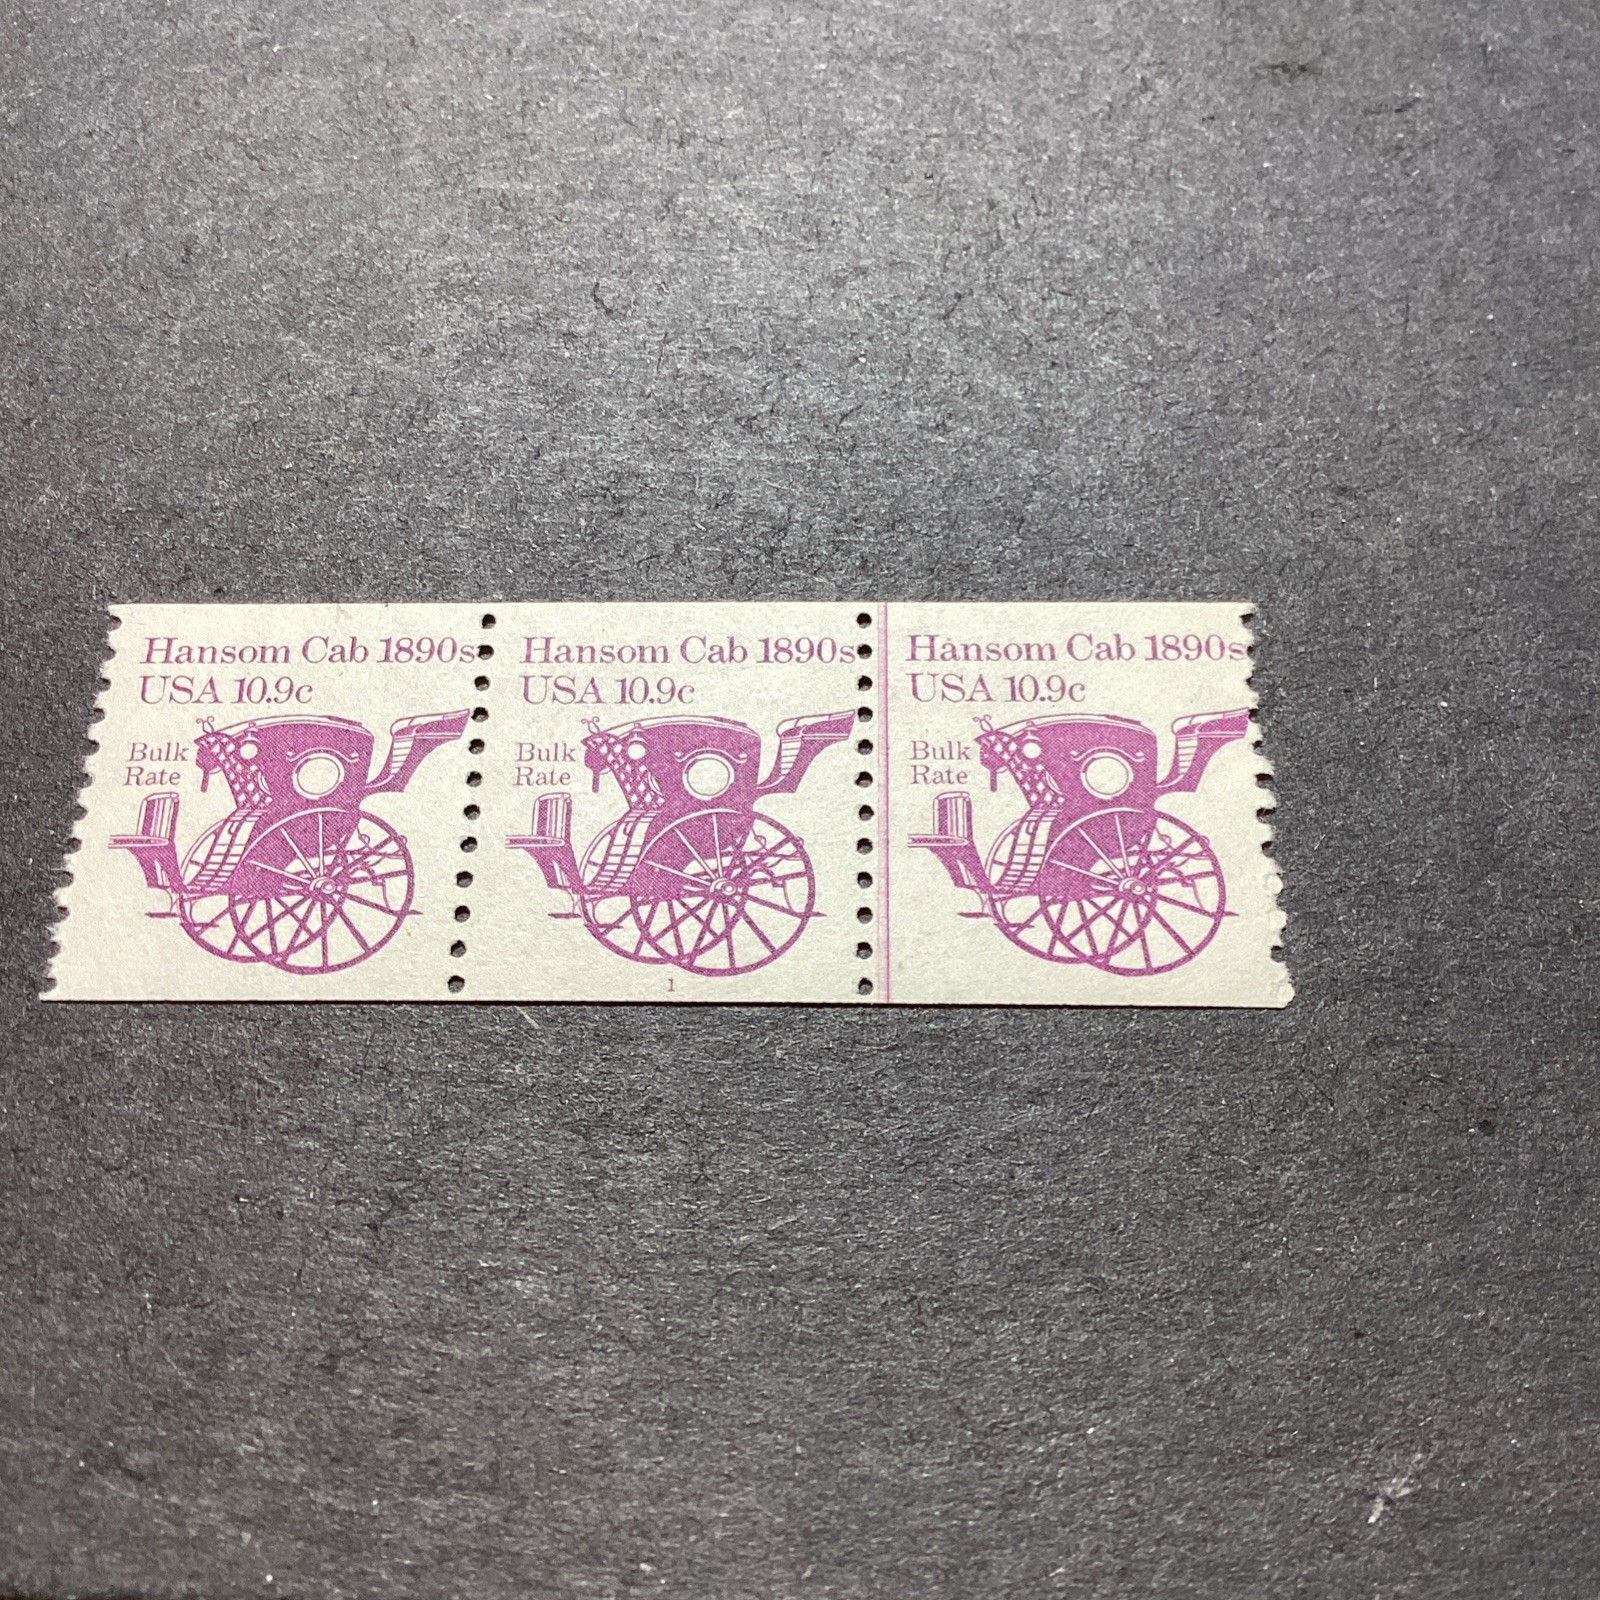 Hansom Cab 1890s
USA 10.9c
Bulk
Rate
Hansom Cab 1890s
USA 10.9c
Bulk
Rate
1
Hansom Cab 1890s
USA 10.9c
Bulk
Rate